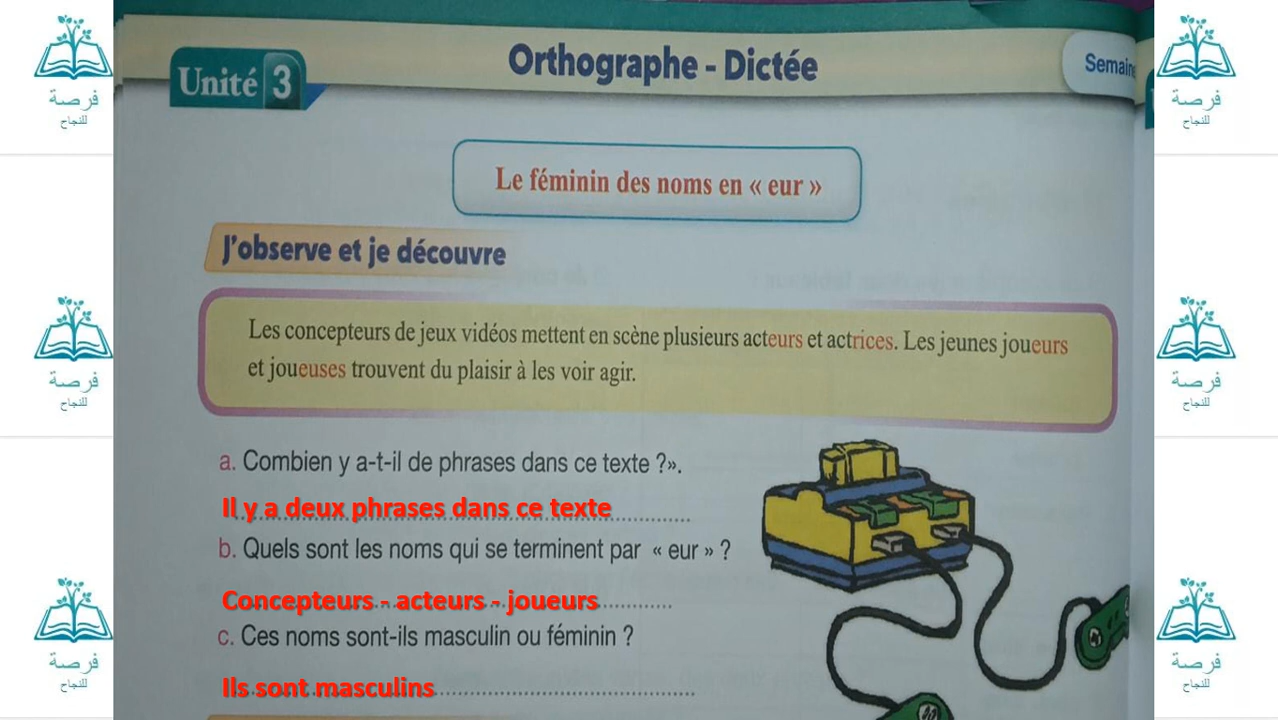 Orthographe - Dictée
Unité 3
Semain
Le féminin des noms en « eur »
J'observe et je découvre
Les concepteurs de jeux vidéos mettent en scène plusieurs acteurs et actrices. Les jeunes joueurs
et joueuses trouvent du plaisir à les voir agir.
a. Combien y a-t-il de phrases dans ce texte ?».
Il y a deux phrases dans ce texte
b. Quels sont les noms qui se terminent par « eur » ?
Concepteurs - acteurs - joueurs
c. Ces noms sont-ils masculin ou féminin ?
Ils sont masculins
فرصة
للنجاح
فرصة
للنجاح
فرصة
للنجاح
فرصة
للنجاح
فرصة
للنجاح
فرصة
للنجاح